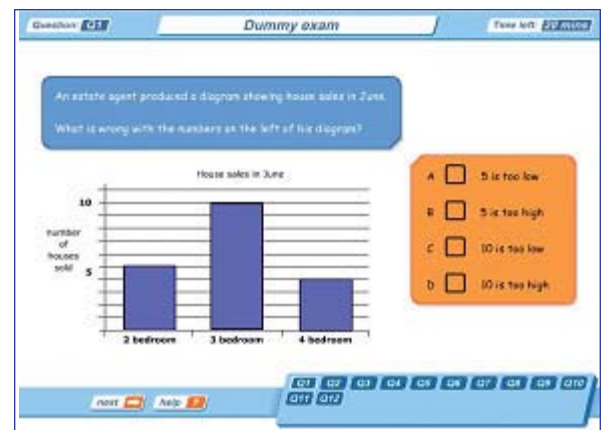 Question: Q1
Dummy exam
Time left: 20 mins
An estate agent produced a diagram showing house sales in June.
What is wrong with the numbers on the left of his diagram?
House sales in June
10
number
of
houses
sold
5
2 bedroom
3 bedroom
4 bedroom
A 5 is too low
B 5 is too high
C 10 is too low
D 10 is too high
next
help ?
Q1 Q2 Q3 Q4 Q5 Q6 Q7 Q8 Q9 Q10
Q11 Q12